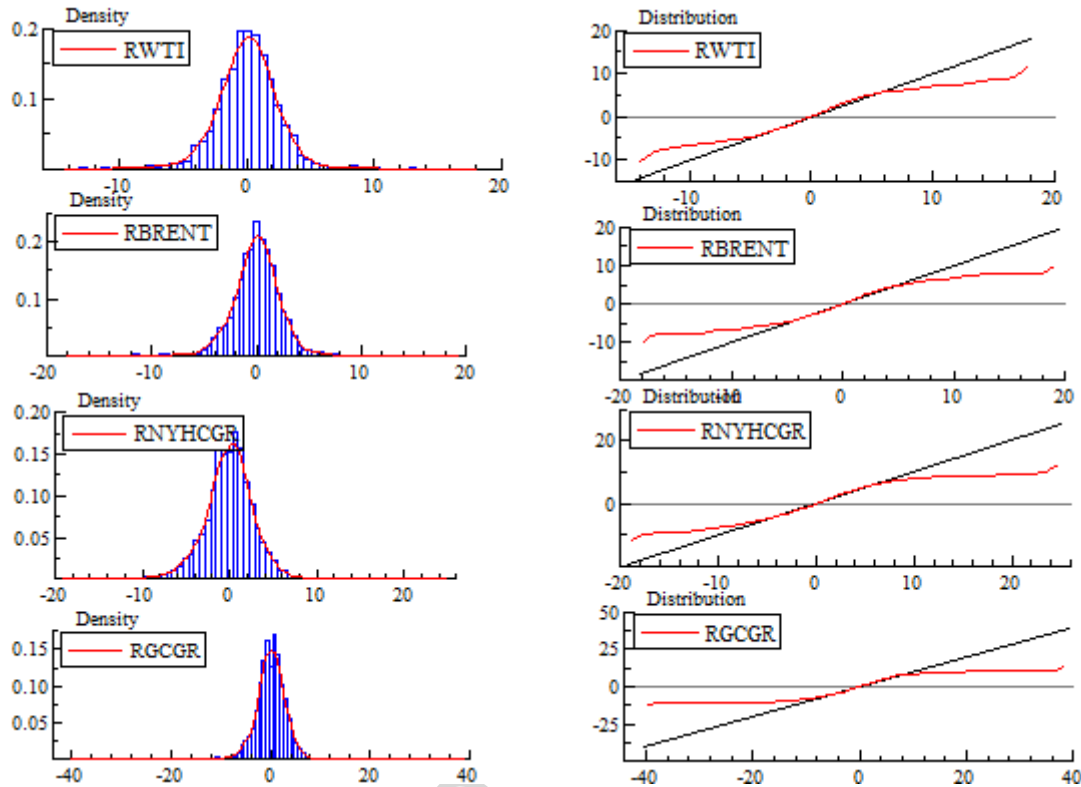 Density
0.2
RWTI
0.1
-10 0 10 20
Distribution
20
RWTI
10
0
-10
-10 0 10 20
Density
RBRENT
0.2
0.1
-20 -10 0 10 20
Distribution
20
RBRENT
10
0
-10
-20 -10 0 10 20
Density
0.20
RNYHCGR
0.15
0.10
0.05
-20 -10 0 10 20
Distribution
RNYHCGR
20
0
-20 -10 0 10 20
Density
0.15
RGCGR
0.10
0.05
-40 -20 0 20 40
Distribution
50
RGCGR
25
0
-25
-40 -20 0 20 40